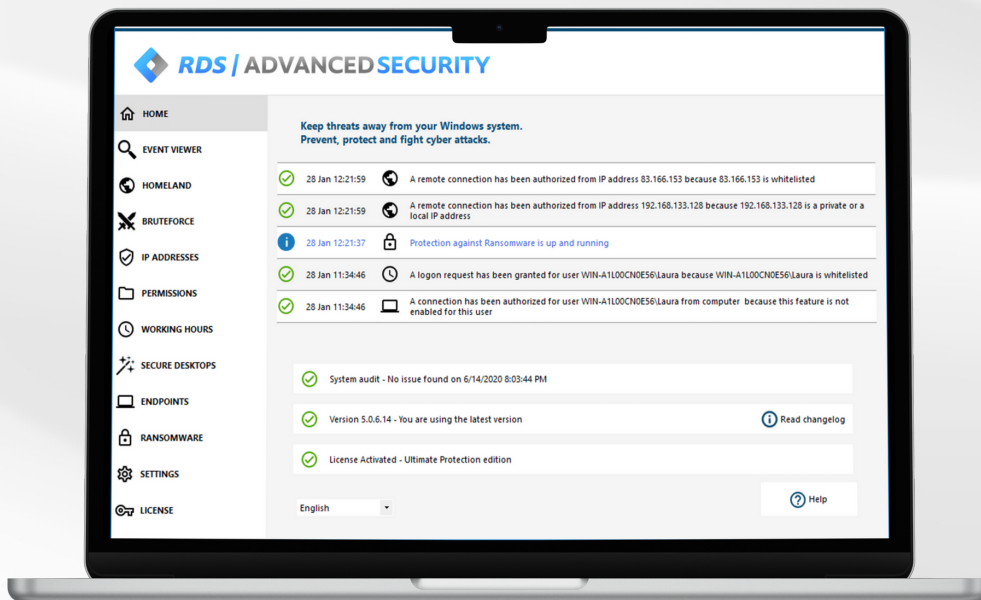 RDS / ADVANCED SECURITY
HOME
EVENT VIEWER
HOMELAND
BRUTEFORCE
IP ADDRESSES
PERMISSIONS
WORKING HOURS
SECURE DESKTOPS
ENDPOINTS
RANSOMWARE
SETTINGS
LICENSE
Keep threats away from your Windows system.
Prevent, protect and fight cyber attacks.
28 Jan 12:21:59 A remote connection has been authorized from IP address 83.166.153 because 83.166.153 is whitelisted
28 Jan 12:21:59 A remote connection has been authorized from IP address 192.168.133.128 because 192.168.133.128 is a private or a
local IP address
28 Jan 12:21:37 Protection against Ransomware is up and running
28 Jan 11:34:46 A logon request has been granted for user WIN-A1L00CN0E56\Laura because WIN-A1L00CN0E56\Laura is whitelisted
28 Jan 11:34:46 A connection has been authorized for user WIN-A1L00CN0E56\Laura from computer because this feature is not
enabled for this user
System audit - No issue found on 6/14/2020 8:03:44 PM
Version 5.0.6.14 - You are using the latest version Read changelog
License Activated - Ultimate Protection edition
English Help